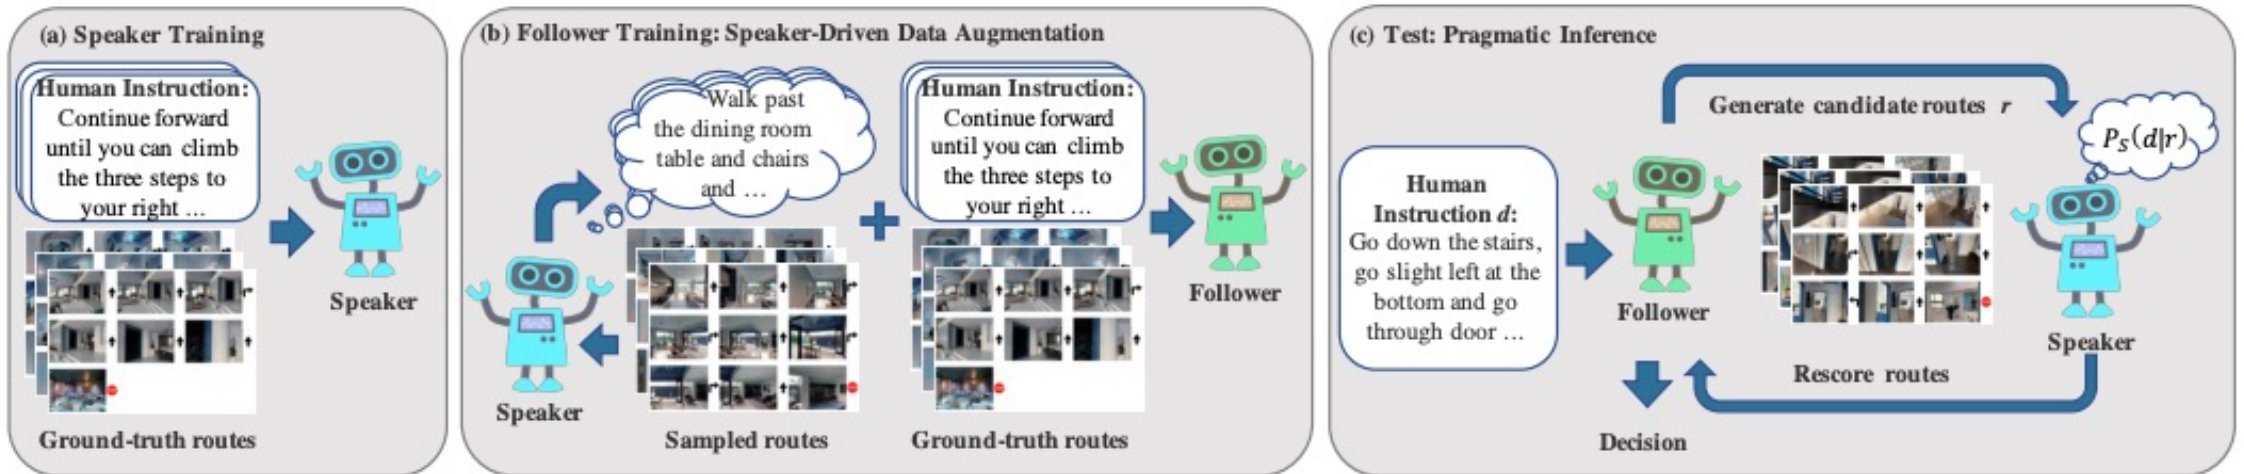 (a) Speaker Training
Human Instruction:
Continue forward
until you can climb
the three steps to
your right ...
Speaker
Ground-truth routes
(b) Follower Training: Speaker-Driven Data Augmentation
Walk past
the dining room
table and chairs
and ...
Speaker
Sampled routes
Human Instruction:
Continue forward
until you can climb
the three steps to
your right ...
Ground-truth routes
Follower
(c) Test: Pragmatic Inference
Human
Instruction d:
Go down the stairs,
go slight left at the
bottom and go
through door ...
Generate candidate routes r
P_S(d|r)
Follower
Speaker
Rescore routes
Decision